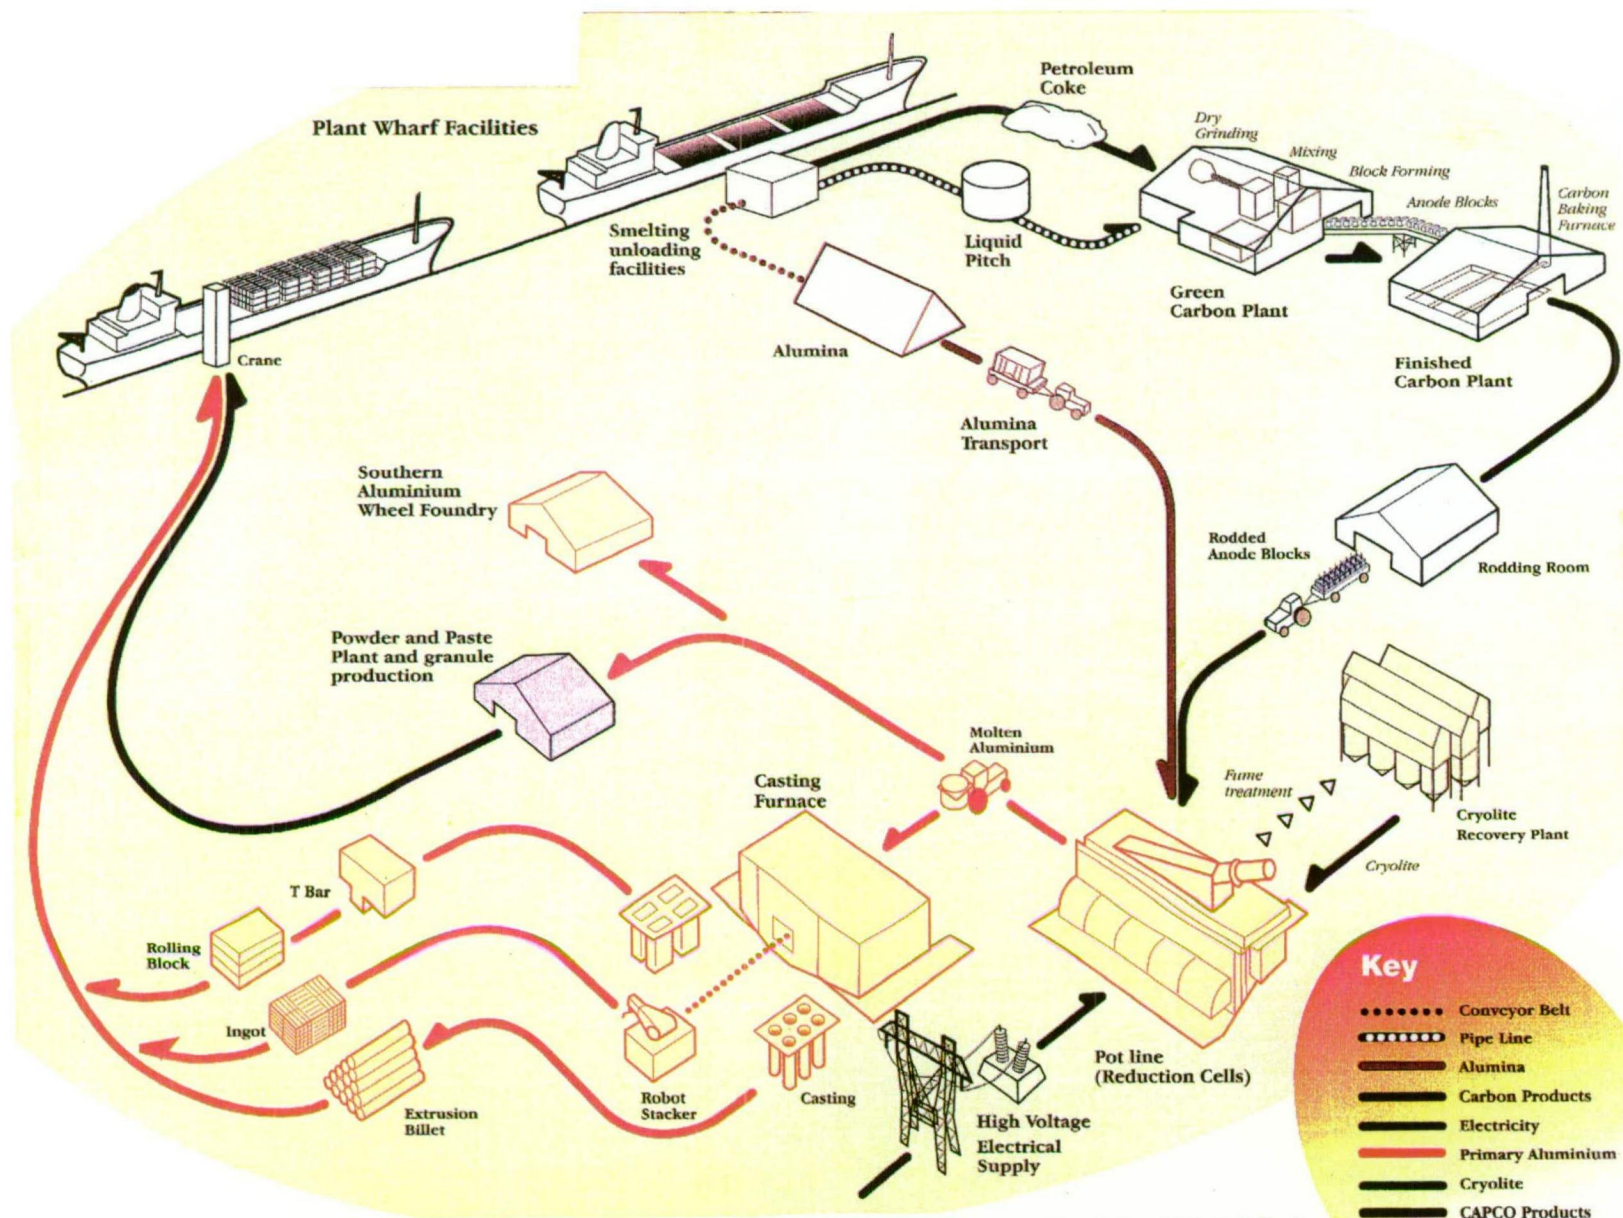 Plant Wharf Facilities
Petroleum
Coke
Dry
Grinding
Mixing
Block Forming
Anode Blocks
Carbon
Baking
Furnace
Smelting
unloading
facilities
Liquid
Pitch
Green
Carbon Plant
Finished
Carbon Plant
Crane
Alumina
Alumina
Transport
Southern
Aluminium
Wheel Foundry
Rodded
Anode Blocks
Rodding Room
Powder and Paste
Plant and granule
production
Molten
Aluminium
Casting
Furnace
Fume
treatment
Cryolite
Recovery Plant
Cryolite
T Bar
Rolling
Block
Ingot
Extrusion
Billet
Robot
Stacker
Casting
Pot line
(Reduction Cells)
High Voltage
Electrical
Supply
Key
Conveyor Belt
Pipe Line
Alumina
Carbon Products
Electricity
Primary Aluminium
Cryolite
CAPCO Products